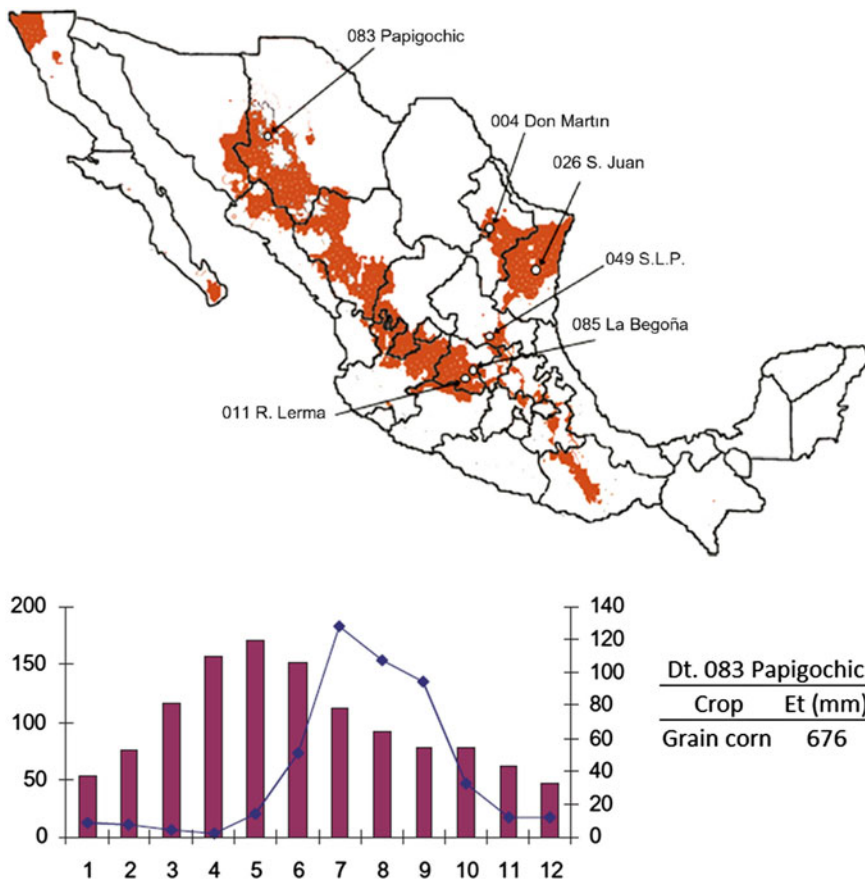 083 Papigochic
004 Don Martın
026 S. Juan
049 S.L.P.
085 La Begoña
011 R. Lerma
200
150
100
50
0
140
120
100
80
60
40
20
0
1 2 3 4 5 6 7 8 9 10 11 12
Dt. 083 Papigochic
Crop Et (mm)
Grain corn 676